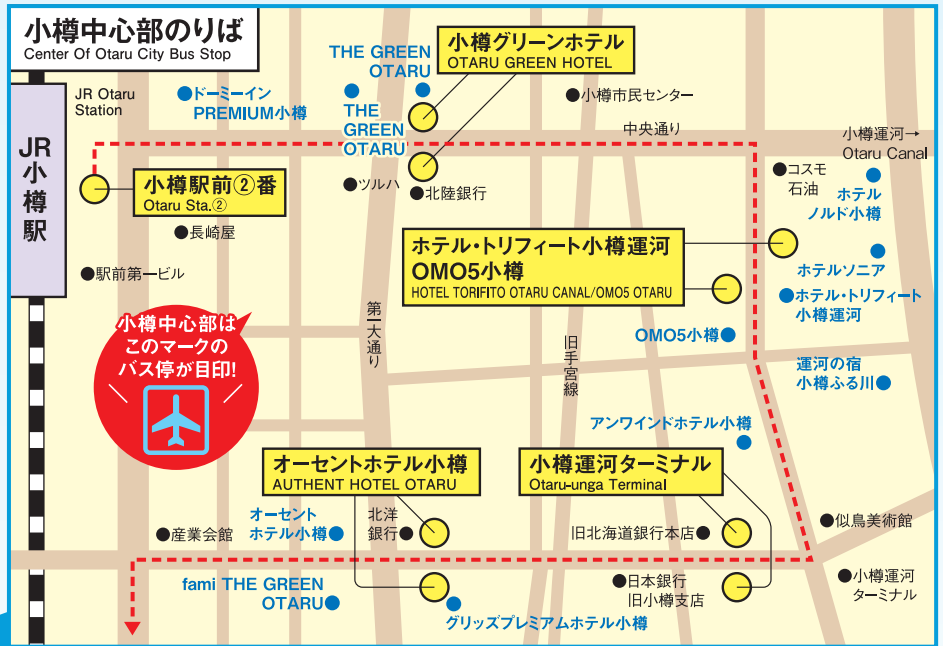 小樽中心部のりば
Center Of Otaru City Bus Stop
JR Otaru
Station
JR小樽駅
ドーミーイン
PREMIUM小樽
THE GREEN
OTARU
THE
GREEN
OTARU
小樽グリーンホテル
OTARU GREEN HOTEL
小樽市民センター
中央通り
小樽運河→
Otaru Canal
小樽駅前②番
Otaru Sta.②
ツルハ
北陸銀行
コスモ
石油
ホテル
ノルド小樽
長崎屋
駅前第一ビル
ホテル・トリフィート小樽運河
OMO5小樽
HOTEL TORIFITO OTARU CANAL/OMO5 OTARU
ホテルソニア
ホテル・トリフィート
小樽運河
OMO5小樽
第一大通り
旧手宮線
運河の宿
小樽ふる川
小樽中心部は
このマークの
バス停が目印!
アンワインドホテル小樽
オーセントホテル小樽
AUTHENT HOTEL OTARU
小樽運河ターミナル
Otaru-unga Terminal
産業会館
オーセント
ホテル小樽
北洋
銀行
旧北海道銀行本店
似鳥美術館
fami THE GREEN
OTARU
グリッズプレミアムホテル小樽
日本銀行
旧小樽支店
小樽運河
ターミナル